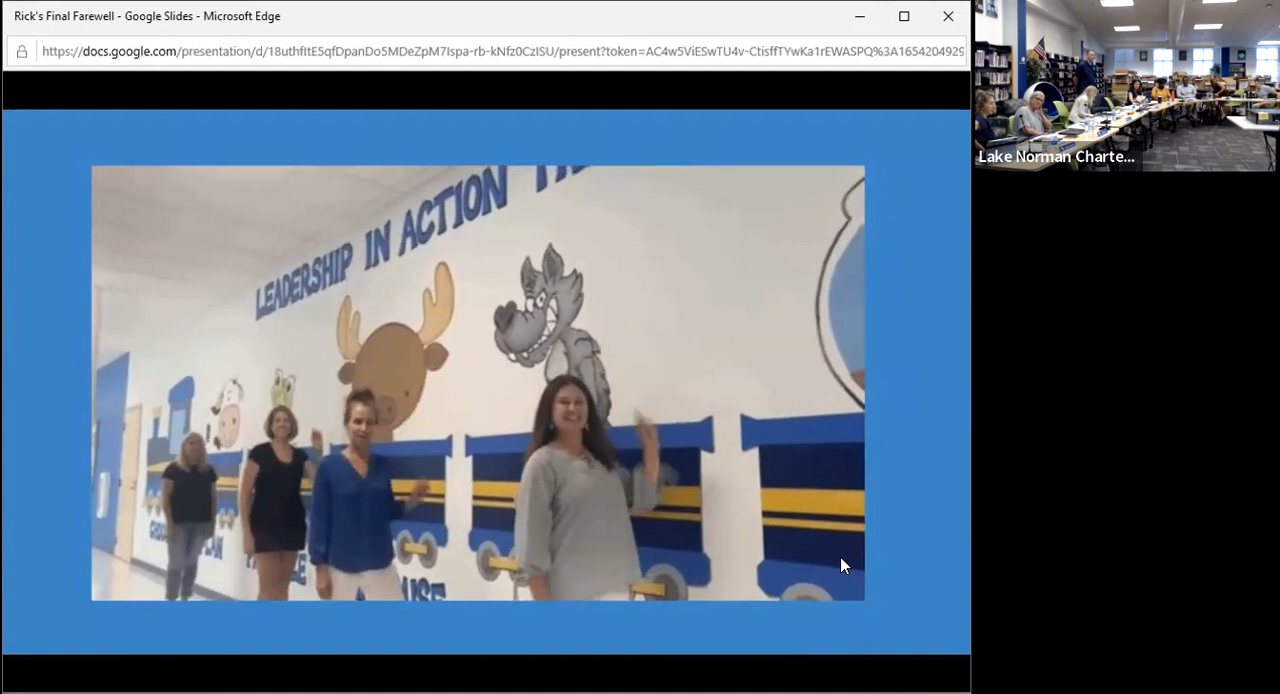 Rick's Final Farewell - Google Slides - Microsoft Edge
https://docs.google.com/presentation/d/18uthfItE5qfDpanDo5MDeZpM7Ispa-rb-kNfz0CzISU/present?token=AC4w5ViESwTU4v-CtisffTYwKa1rEWASPQ%3A1654204929
Lake Norman Charte...
LEADERSHIP IN ACTION